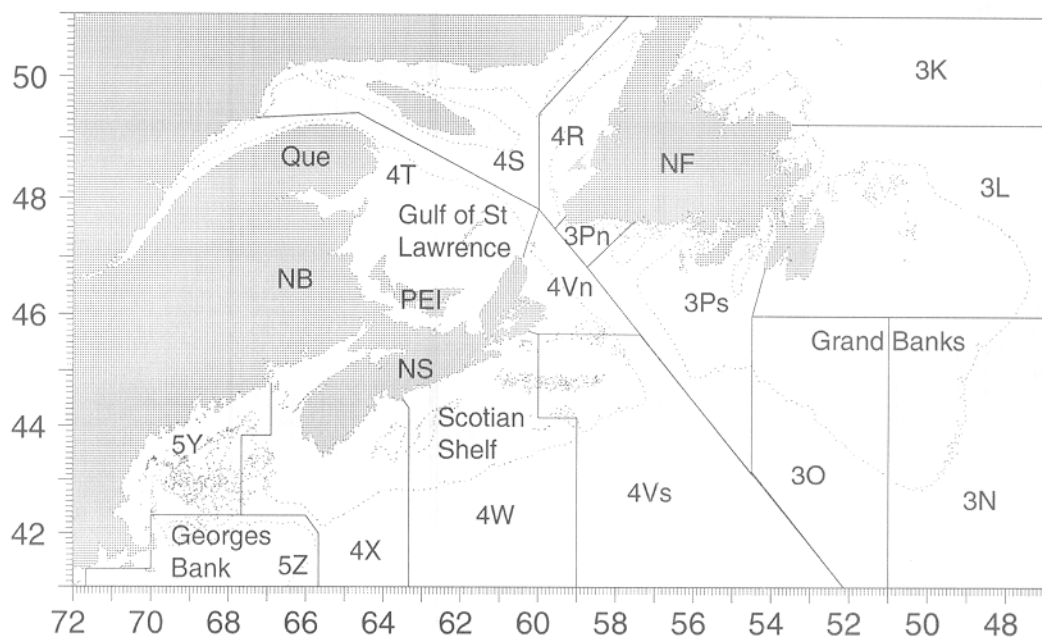 50
3K
Que
4T
4S
4R
NF
48
3L
Gulf of St
Lawrence
3Pn
NB
PEI
4Vn
3Ps
46
Grand Banks
NS
44
5Y
Scotian
Shelf
3O
3N
4Vs
4W
42
Georges
Bank
5Z
4X
72
70
68
66
64
62
60
58
56
54
52
50
48